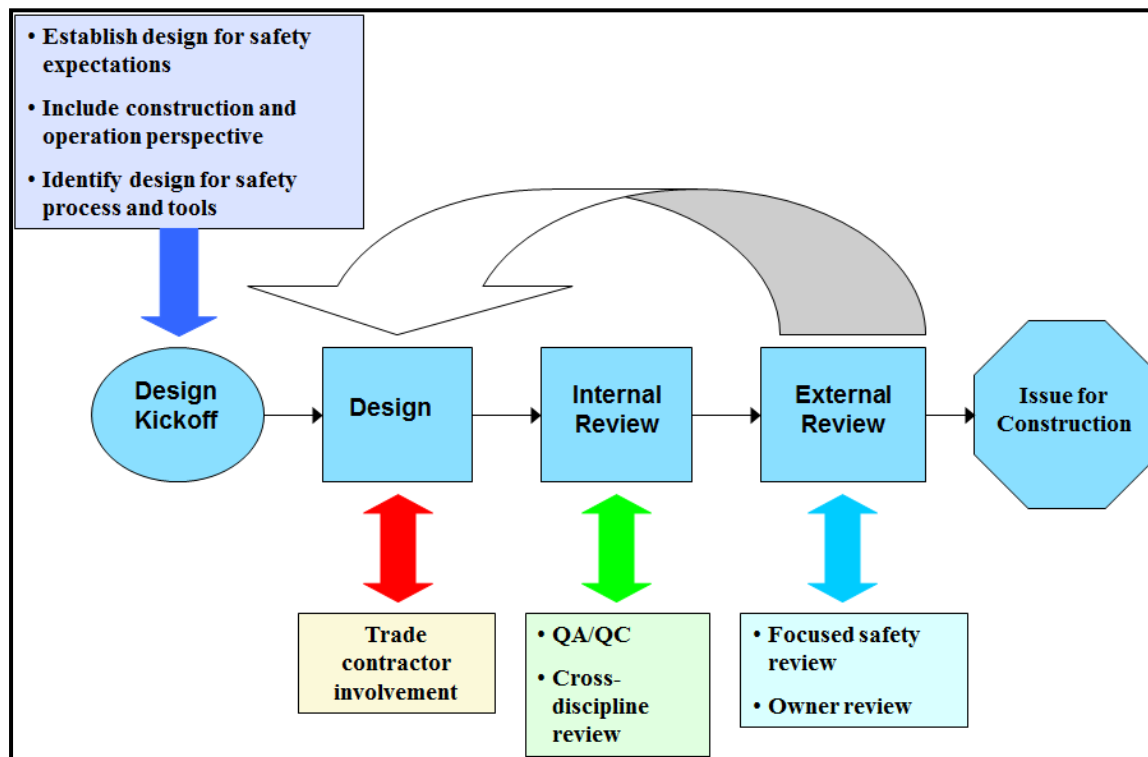 • Establish design for safety
expectations
• Include construction and
operation perspective
• Identify design for safety
process and tools
Design
Kickoff
Design
Internal
Review
External
Review
Issue for
Construction
Trade
contractor
involvement
• QA/QC
• Cross-
discipline
review
• Focused safety
review
• Owner review